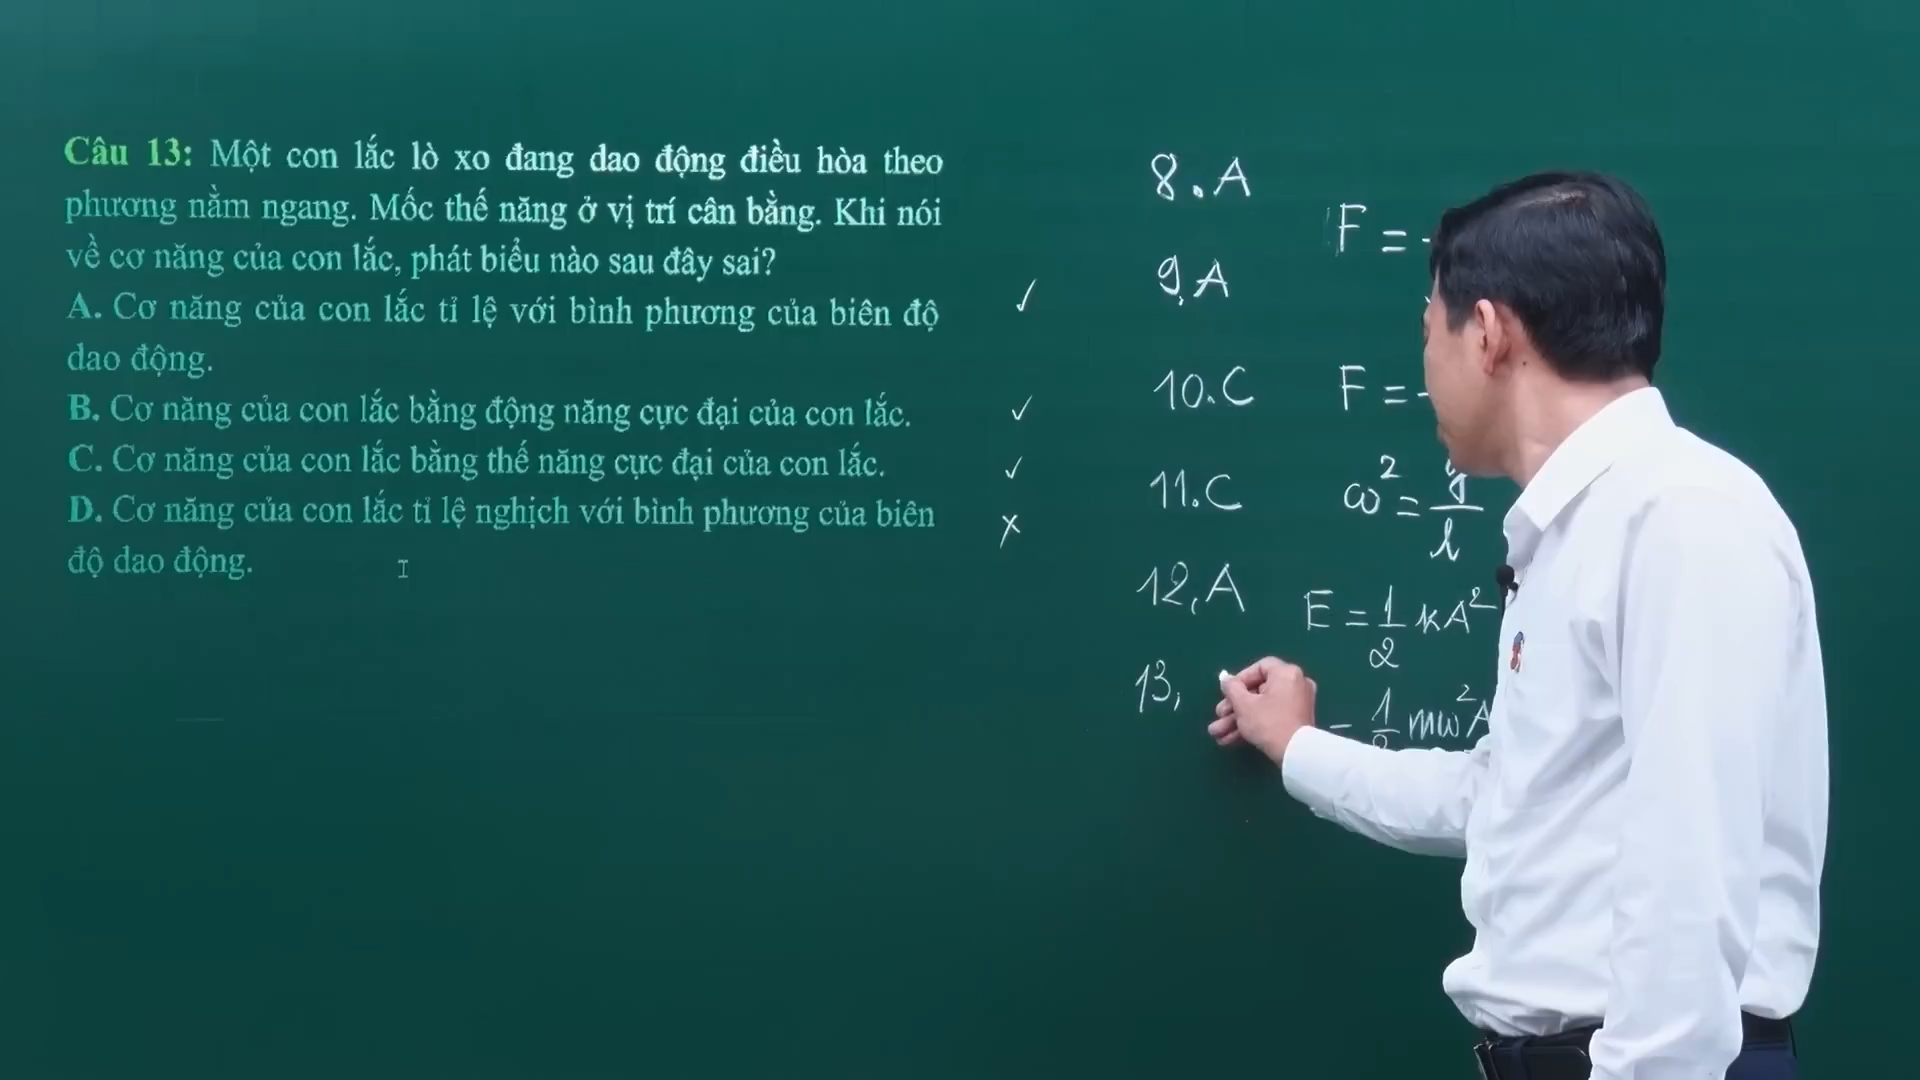 Câu 13: Một con lắc lò xo đang dao động điều hòa theo
phương nằm ngang. Mốc thế năng ở vị trí cân bằng. Khi nói
về cơ năng của con lắc, phát biểu nào sau đây sai?
A. Cơ năng của con lắc tỉ lệ với bình phương của biên độ
dao động.
B. Cơ năng của con lắc bằng động năng cực đại của con lắc.
C. Cơ năng của con lắc bằng thế năng cực đại của con lắc.
D. Cơ năng của con lắc tỉ lệ nghịch với bình phương của biên
độ dao động.
✓
✓
✓
x
8. A
9. A
10. C
11. C
12, A
13,
F = -
F = -
ω² = g/l
E = 1/2 kA²
= 1/2 mω²A